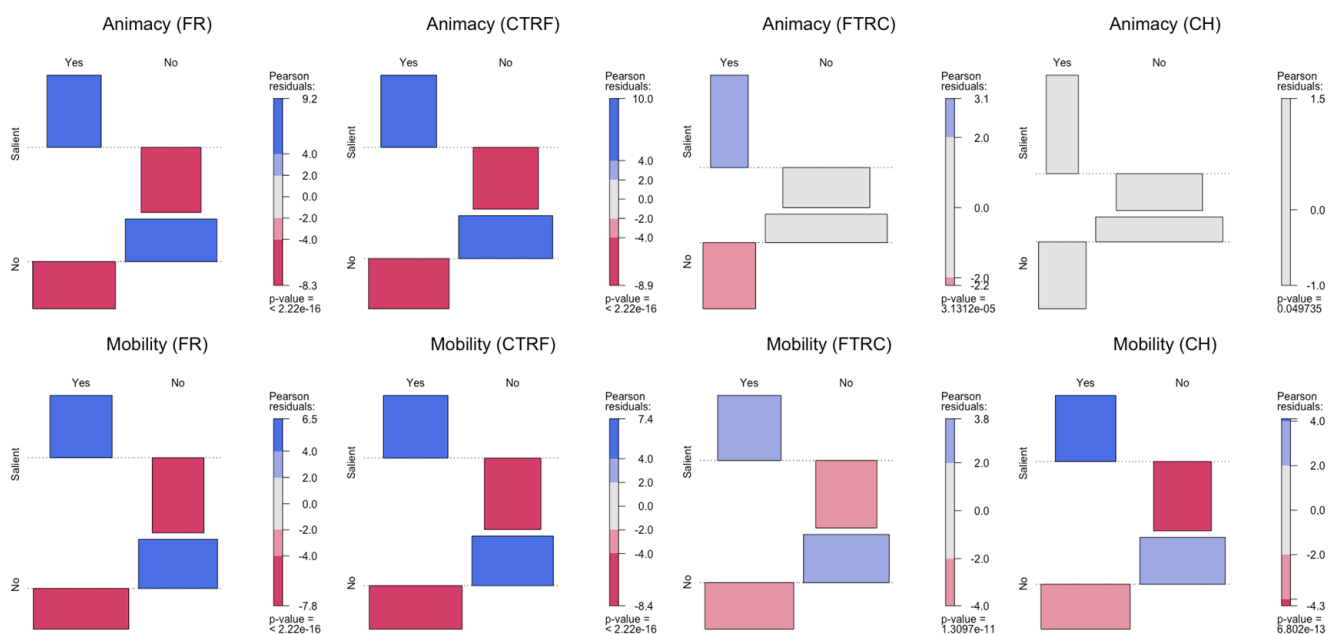 Animacy (FR)
Yes No
Salient
No
Pearson
residuals:
9.2
4.0
2.0
0.0
-2.0
-4.0
-8.3
p-value =
< 2.22e-16
Animacy (CTRF)
Yes No
Salient
No
Pearson
residuals:
10.0
4.0
2.0
0.0
-2.0
-4.0
-8.9
p-value =
< 2.22e-16
Animacy (FTRC)
Yes No
Salient
No
Pearson
residuals:
3.1
2.0
0.0
-2.0
-2.2
p-value =
3.1312e-05
Animacy (CH)
Yes No
Salient
No
Pearson
residuals:
1.5
0.0
-1.0
p-value =
0.049735
Mobility (FR)
Yes No
Salient
No
Pearson
residuals:
6.5
4.0
2.0
0.0
-2.0
-4.0
-7.8
p-value =
< 2.22e-16
Mobility (CTRF)
Yes No
Salient
No
Pearson
residuals:
7.4
4.0
2.0
0.0
-2.0
-4.0
-8.4
p-value =
< 2.22e-16
Mobility (FTRC)
Yes No
Salient
No
Pearson
residuals:
3.8
2.0
0.0
-2.0
-4.0
p-value =
1.3097e-11
Mobility (CH)
Yes No
Salient
No
Pearson
residuals:
4.0
2.0
0.0
-2.0
-4.3
p-value =
6.802e-13